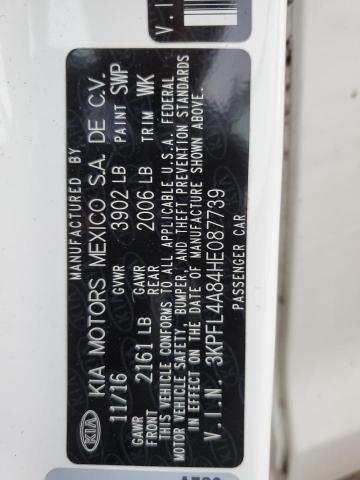 MANUFACTURED BY
KIA KIA MOTORS MEXICO S.A. DE C.V.
11/16 GVWR 3902 LB PAINT SWP
GAWR FRONT 2161 LB GAWR REAR 2006 LB TRIM WK
THIS VEHICLE CONFORMS TO ALL APPLICABLE U.S.A. FEDERAL
MOTOR VEHICLE SAFETY, BUMPER, AND THEFT PREVENTION STANDARDS
IN EFFECT ON THE DATE OF MANUFACTURE SHOWN ABOVE.
V.I.N. 3KPFL4A84HE087739
PASSENGER CAR
V.I